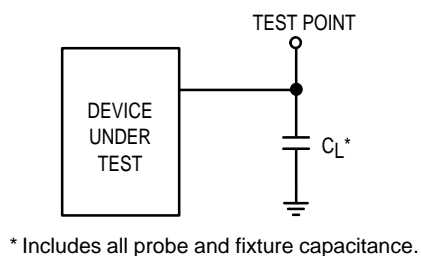 TEST POINT
DEVICE
UNDER
TEST
CL*
* Includes all probe and fixture capacitance.